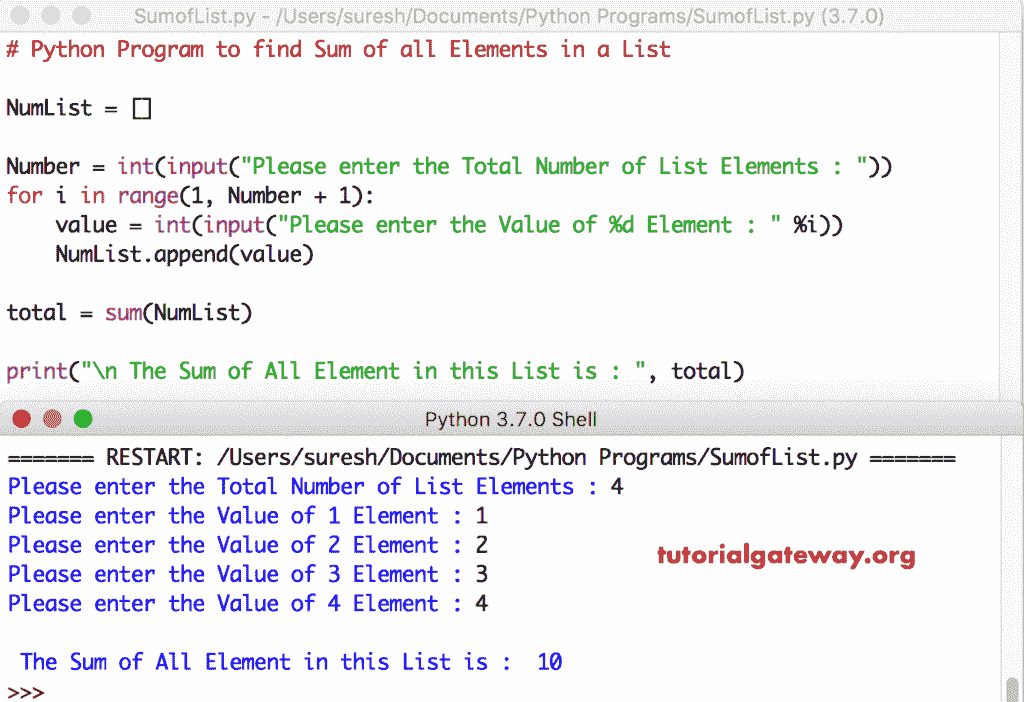 SumofList.py - /Users/suresh/Documents/Python Programs/SumofList.py (3.7.0)
# Python Program to find Sum of all Elements in a List
NumList = []
Number = int(input("Please enter the Total Number of List Elements : "))
for i in range(1, Number + 1):
    value = int(input("Please enter the Value of %d Element : " %i))
    NumList.append(value)
total = sum(NumList)
print("\n The Sum of All Element in this List is : ", total)
Python 3.7.0 Shell
======= RESTART: /Users/suresh/Documents/Python Programs/SumofList.py =======
Please enter the Total Number of List Elements : 4
Please enter the Value of 1 Element : 1
Please enter the Value of 2 Element : 2
tutorialgateway.org
Please enter the Value of 3 Element : 3
Please enter the Value of 4 Element : 4
 The Sum of All Element in this List is :  10
>>>